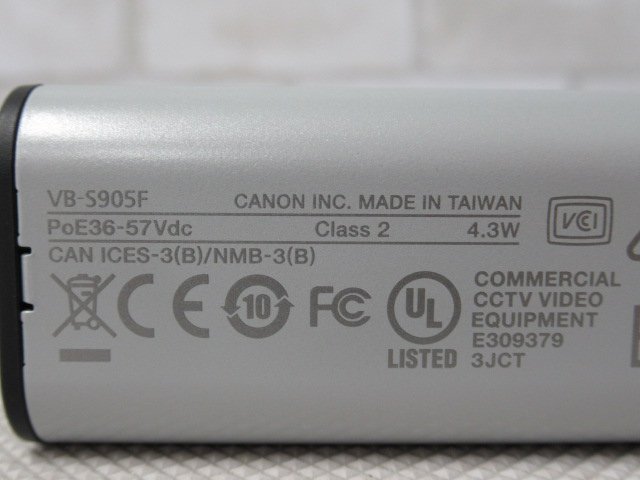 VB-S905F CANON INC. MADE IN TAIWAN
PoE36-57Vdc Class 2 4.3W
VCI
CAN ICES-3(B)/NMB-3(B)
CE 10 FC UL LISTED
COMMERCIAL
CCTV VIDEO
EQUIPMENT
E309379
3JCT